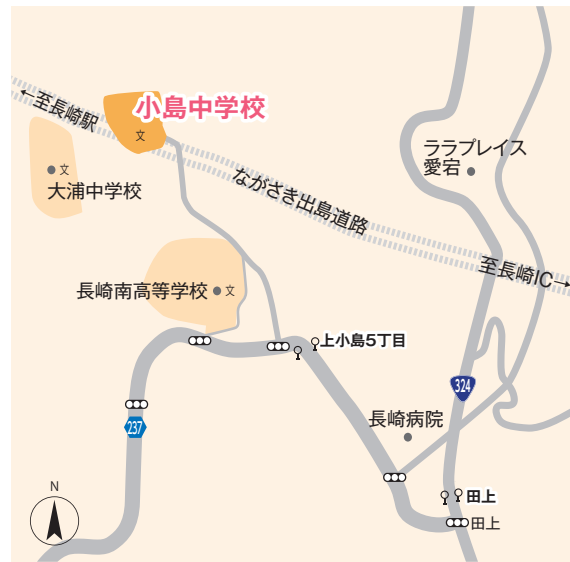 小島中学校
←至長崎駅
文
文
大浦中学校
ララプレイス
愛宕
ながさき出島道路
至長崎IC→
長崎南高等学校
文
上小島5丁目
324
237
長崎病院
田上
田上
N